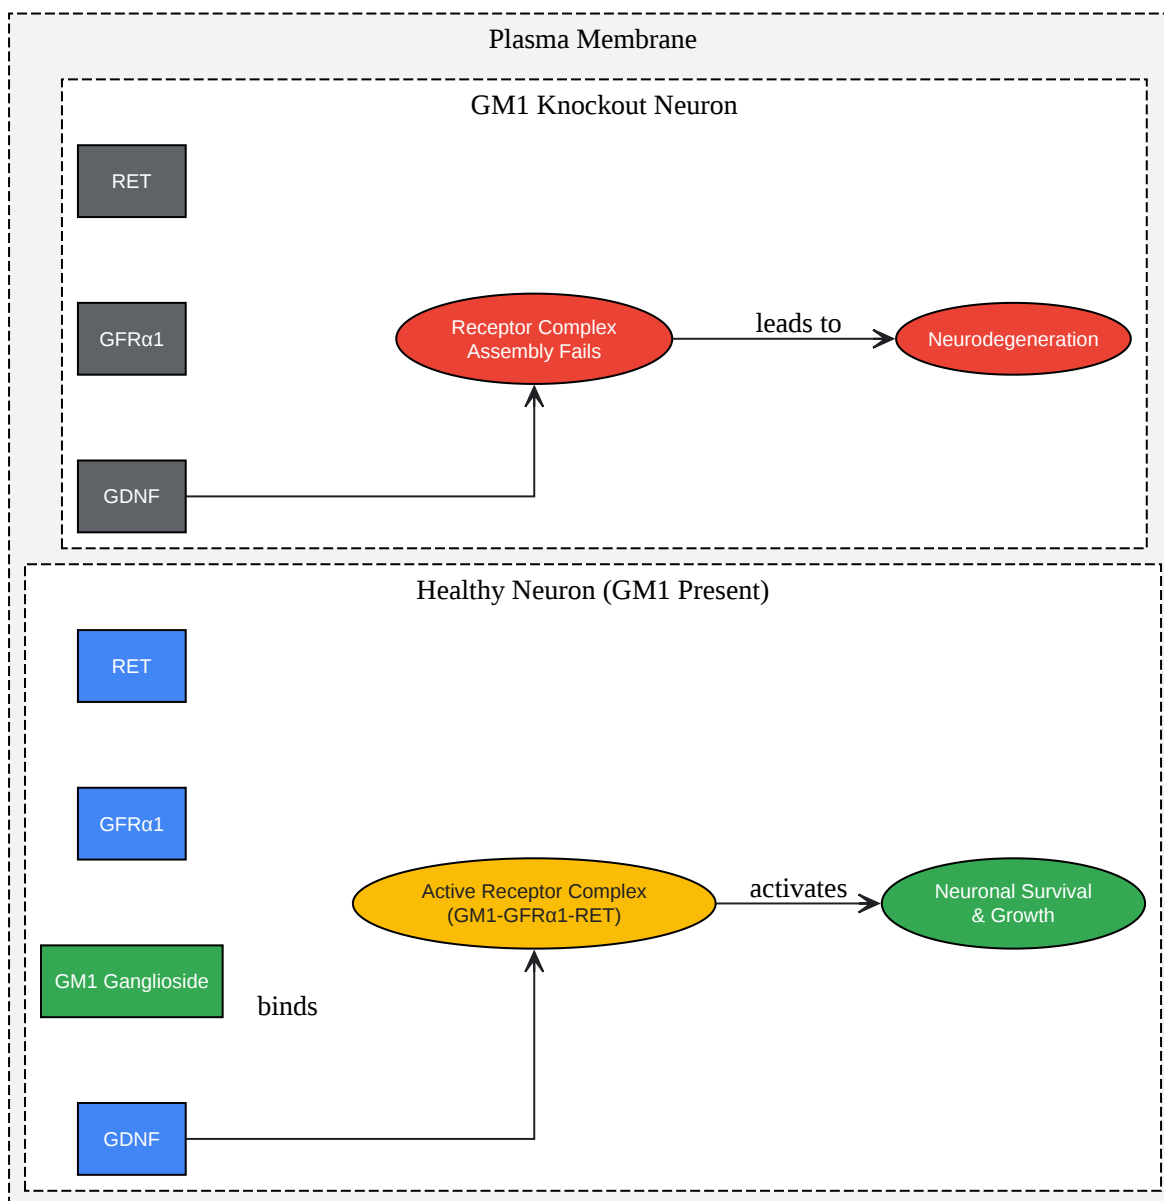 Plasma Membrane
GM1 Knockout Neuron
RET
GFRα1
Receptor Complex
Assembly Fails
leads to
Neurodegeneration
GDNF
Healthy Neuron (GM1 Present)
RET
GFRα1
Active Receptor Complex
(GM1-GFRα1-RET)
activates
Neuronal Survival
& Growth
GM1 Ganglioside
binds
GDNF